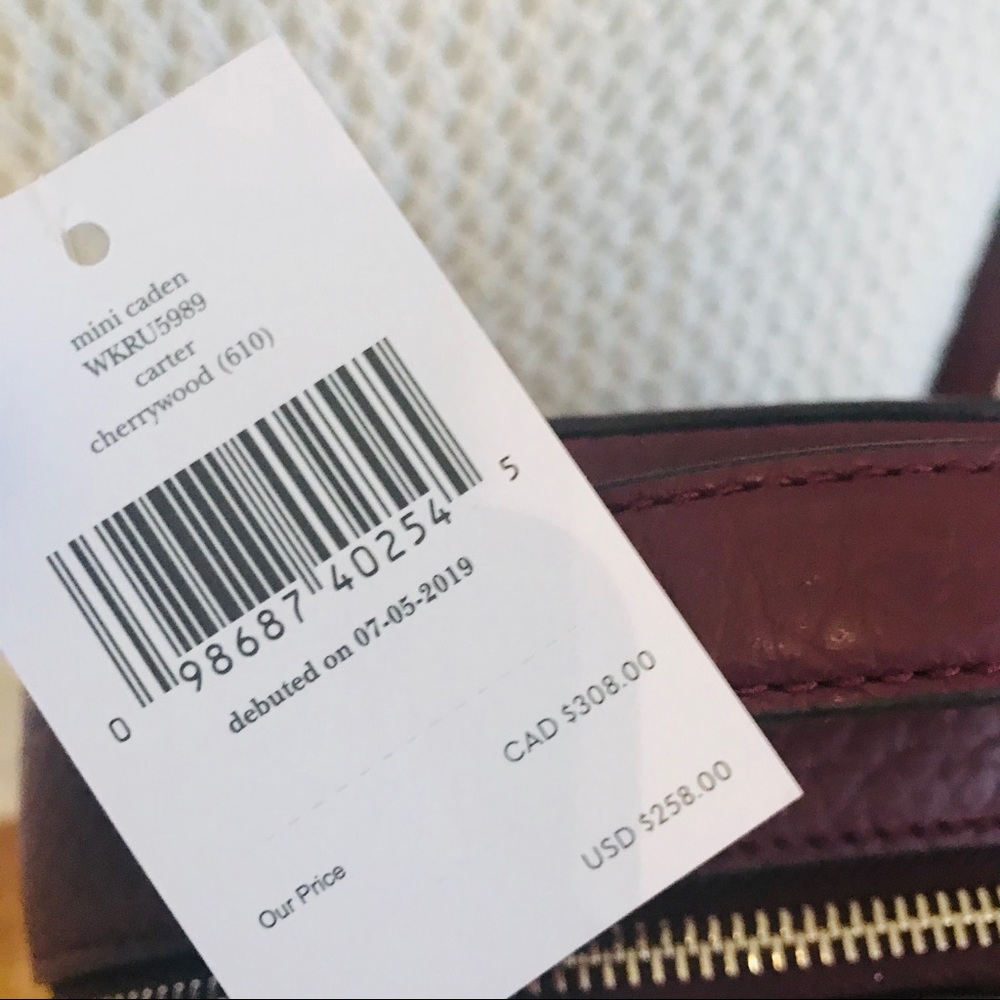 mini caden
WKRU5989
carter
cherrywood (610)
0 98687 40254 5
debuted on 07-05-2019
CAD $308.00
Our Price USD $258.00